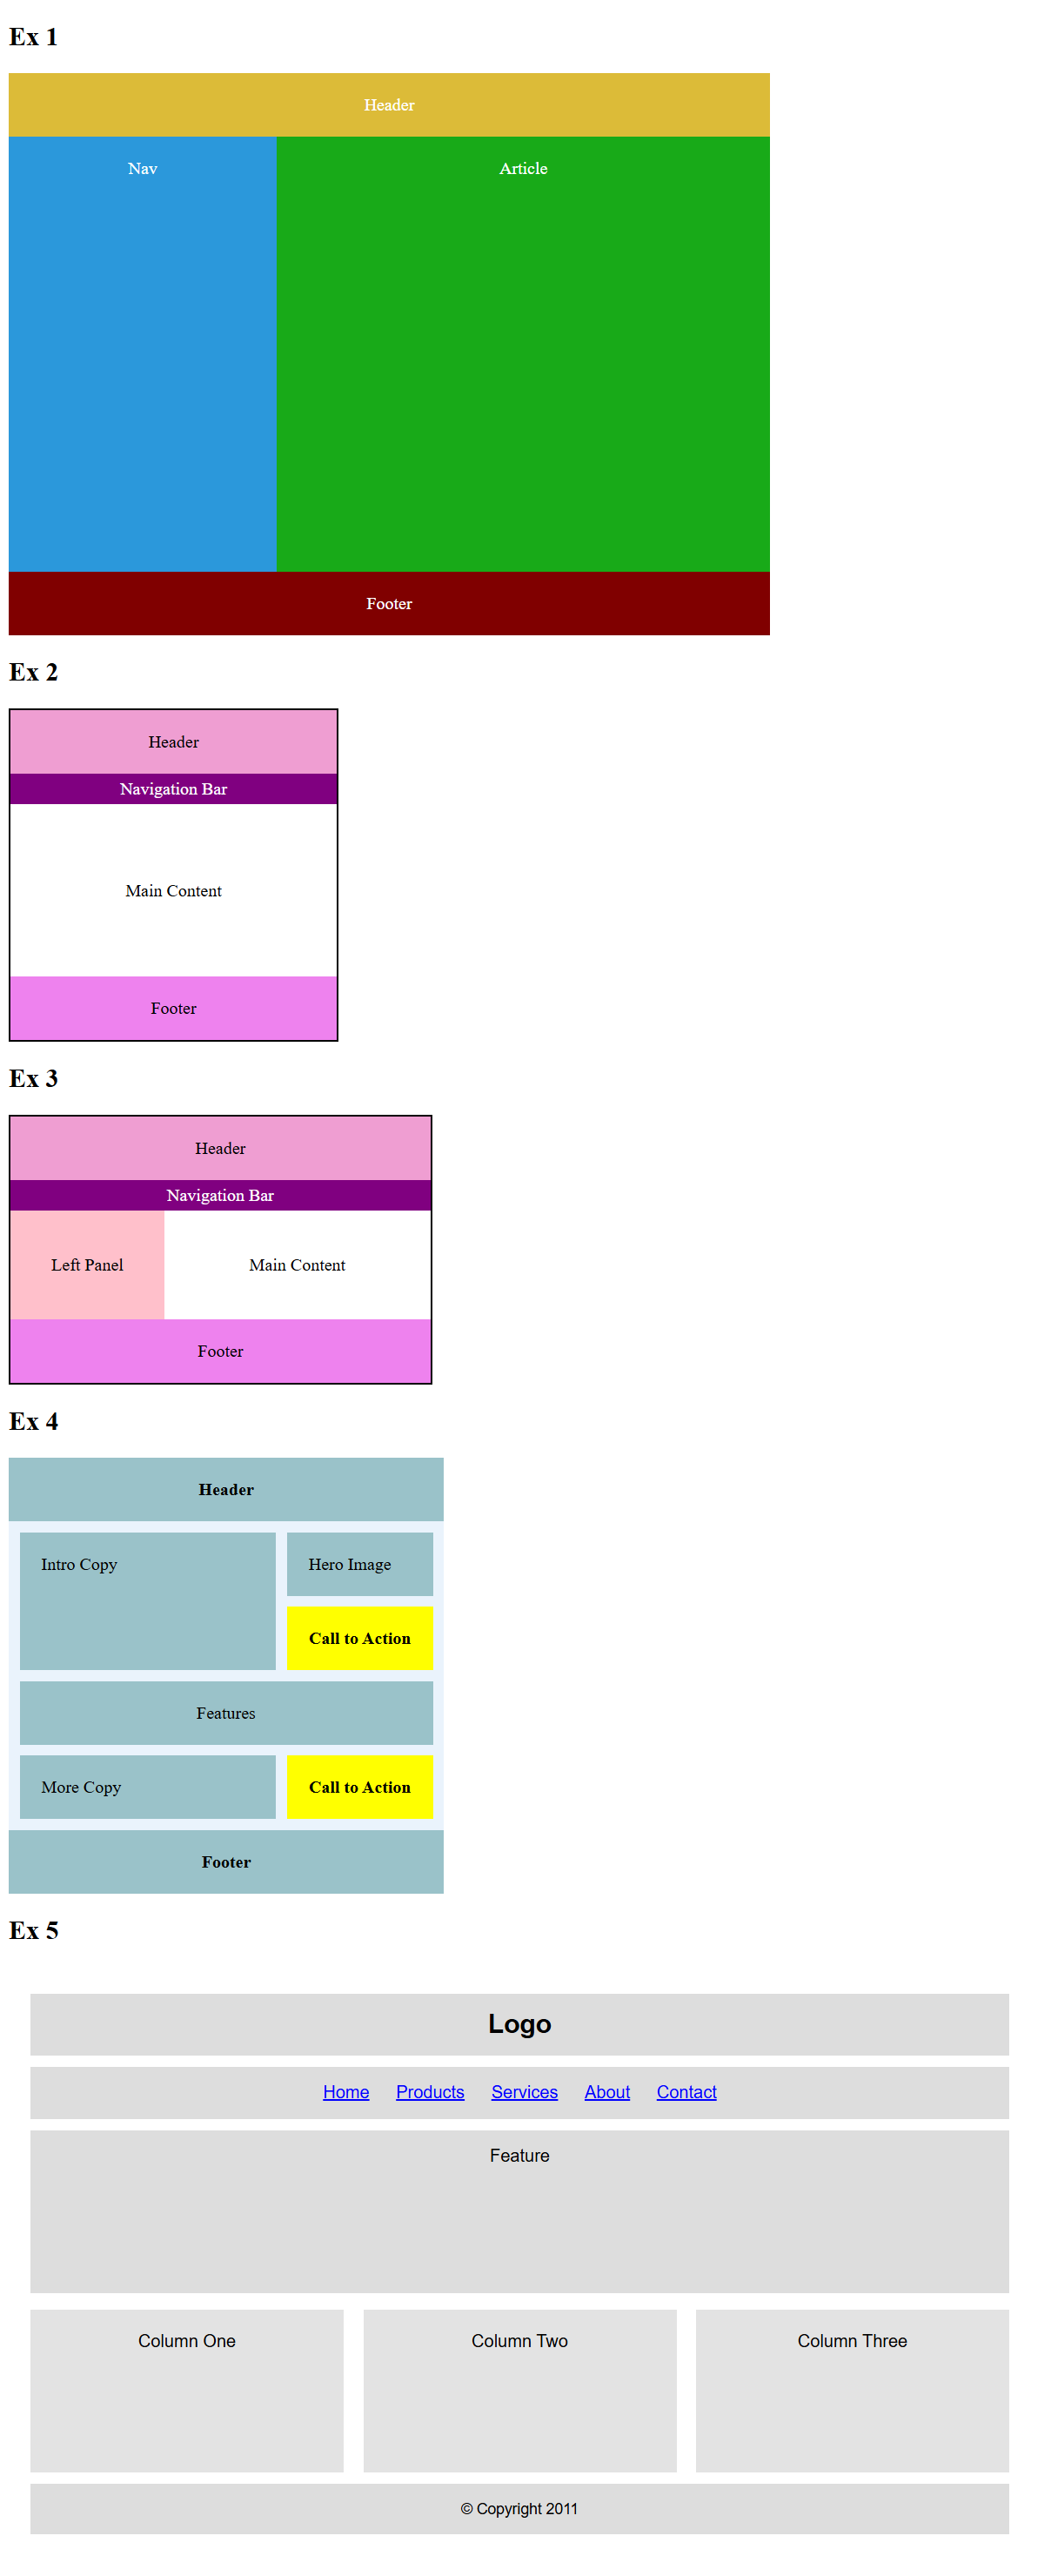 Ex 1
Header
Nav Article
Footer
Ex 2
Header
Navigation Bar
Main Content
Footer
Ex 3
Header
Navigation Bar
Left Panel Main Content
Footer
Ex 4
Header
Intro Copy Hero Image
Call to Action
Features
More Copy Call to Action
Footer
Ex 5
Logo
Home Products Services About Contact
Feature
Column One Column Two Column Three
© Copyright 2011